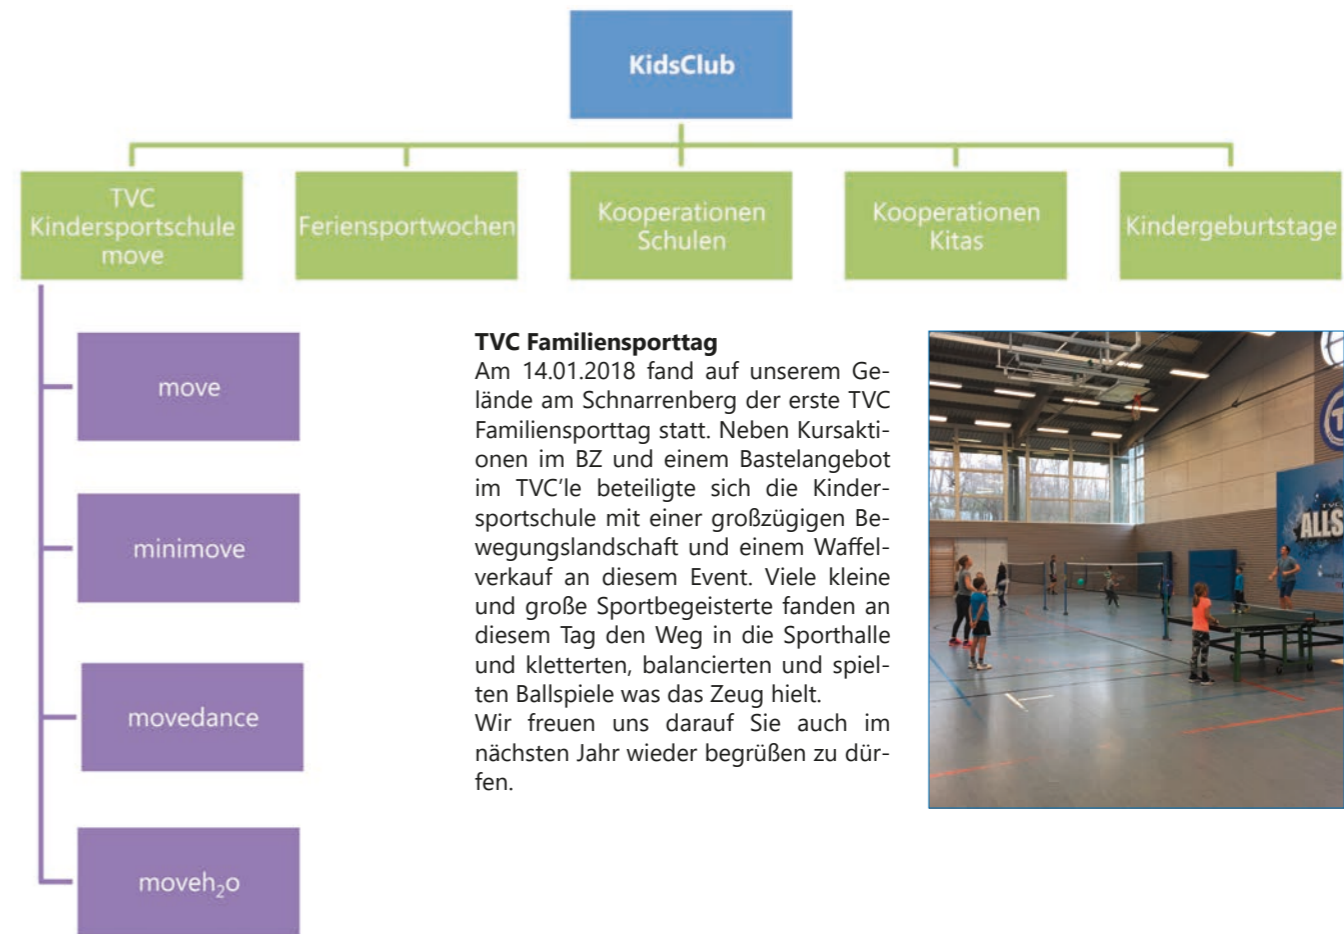 KidsClub
TVC
Kindersportschule
move
Feriensportwochen
Kooperationen
Schulen
Kooperationen
Kitas
Kindergeburtstage
move
minimove
movedance
moveh₂o
TVC Familiensporttag
Am 14.01.2018 fand auf unserem Ge-
lände am Schnarrenberg der erste TVC
Familiensporttag statt. Neben Kursakti-
onen im BZ und einem Bastelangebot
im TVC’le beteiligte sich die Kinder-
sportschule mit einer großzügigen Be-
wegungslandschaft und einem Waffel-
verkauf an diesem Event. Viele kleine
und große Sportbegeisterte fanden an
diesem Tag den Weg in die Sporthalle
und kletterten, balancierten und spiel-
ten Ballspiele was das Zeug hielt.
Wir freuen uns darauf Sie auch im
nächsten Jahr wieder begrüßen zu dür-
fen.
ALLS